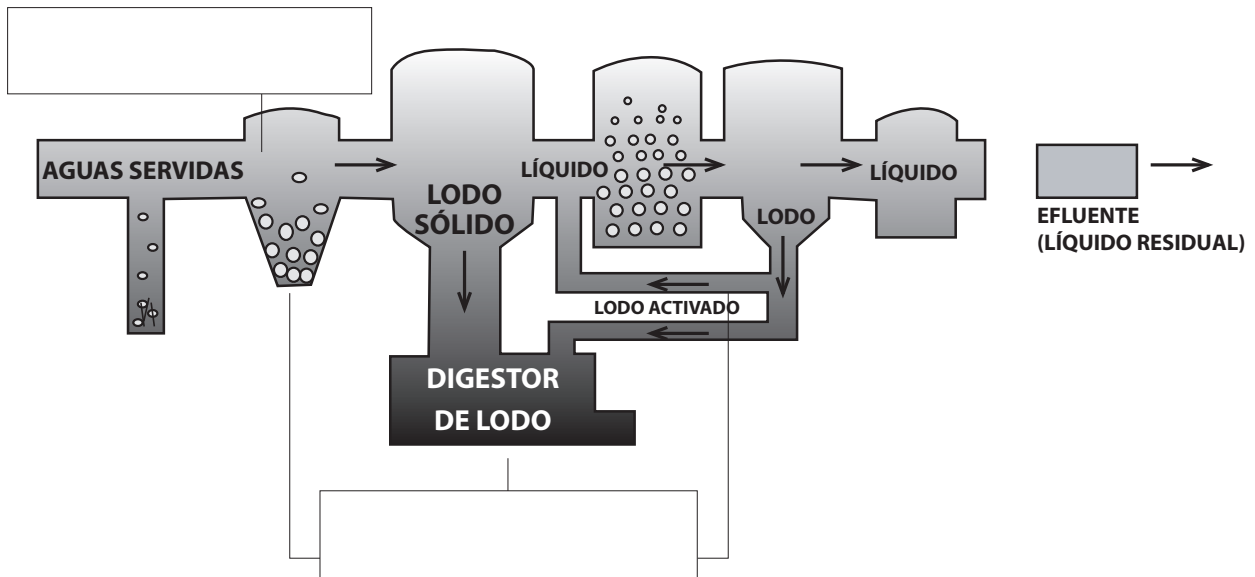 AGUAS SERVIDAS
LODO
SÓLIDO
LÍQUIDO
LODO
LÍQUIDO
LODO ACTIVADO
DIGESTOR
DE LODO
EFLUENTE
(LÍQUIDO RESIDUAL)